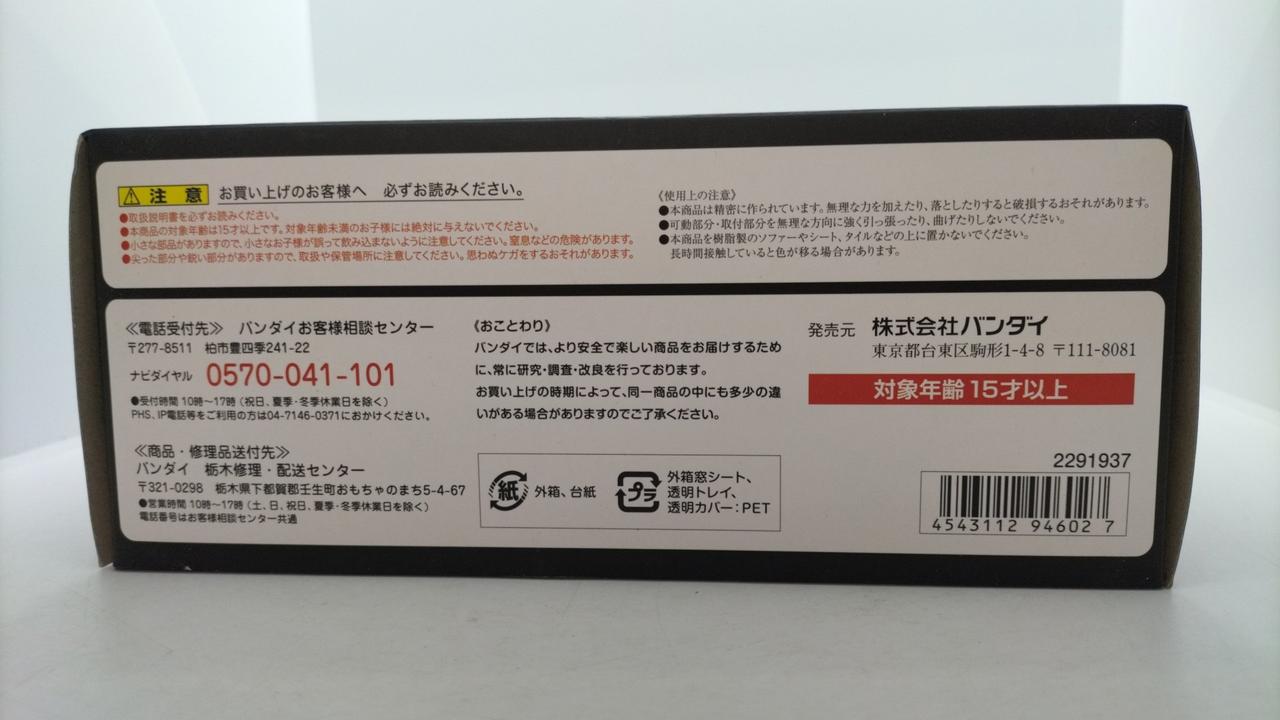 注意 お買い上げのお客様へ 必ずお読みください。
●取扱説明書を必ずお読みください。
●本商品の対象年齢は15才以上です。対象年齢未満のお子様には絶対に与えないでください。
●小さな部品がありますので、小さなお子様が誤って飲み込まないように注意してください。窒息などの危険があります。
●尖った部分や鋭い部分がありますので、取扱や保管場所に注意してください。思わぬケガをするおそれがあります。
《使用上の注意》
●本商品は精密に作られています。無理な力を加えたり、落としたりすると破損するおそれがあります。
●可動部分・取付部分を無理な方向に強く引っ張ったり、曲げたりしないでください。
●本商品を樹脂製のソファーやシート、タイルなどの上に置かないでください。
長時間接触していると色が移る場合があります。
≪電話受付先≫ バンダイお客様相談センター
〒277-8511 柏市豊四季241-22
ナビダイヤル 0570-041-101
●受付時間 10時〜17時(祝日、夏季・冬季休業日を除く)
PHS、IP電話等をご利用の方は04-7146-0371におかけください。
≪商品・修理品送付先≫
バンダイ 栃木修理・配送センター
〒321-0298 栃木県下都賀郡壬生町おもちゃのまち5-4-67
●営業時間 10時〜17時(土、日、祝日、夏季・冬季休業日を除く)
電話番号はお客様相談センター共通
《おことわり》
バンダイでは、より安全で楽しい商品をお届けするため
に、常に研究・調査・改良を行っております。
お買い上げの時期によって、同一商品の中にも多少の違
いがある場合がありますのでご了承ください。
紙 外箱、台紙
プラ 外箱窓シート、
透明トレイ、
透明カバー:PET
発売元 株式会社バンダイ
東京都台東区駒形1-4-8 〒111-8081
対象年齢15才以上
2291937
4543112 94602 7